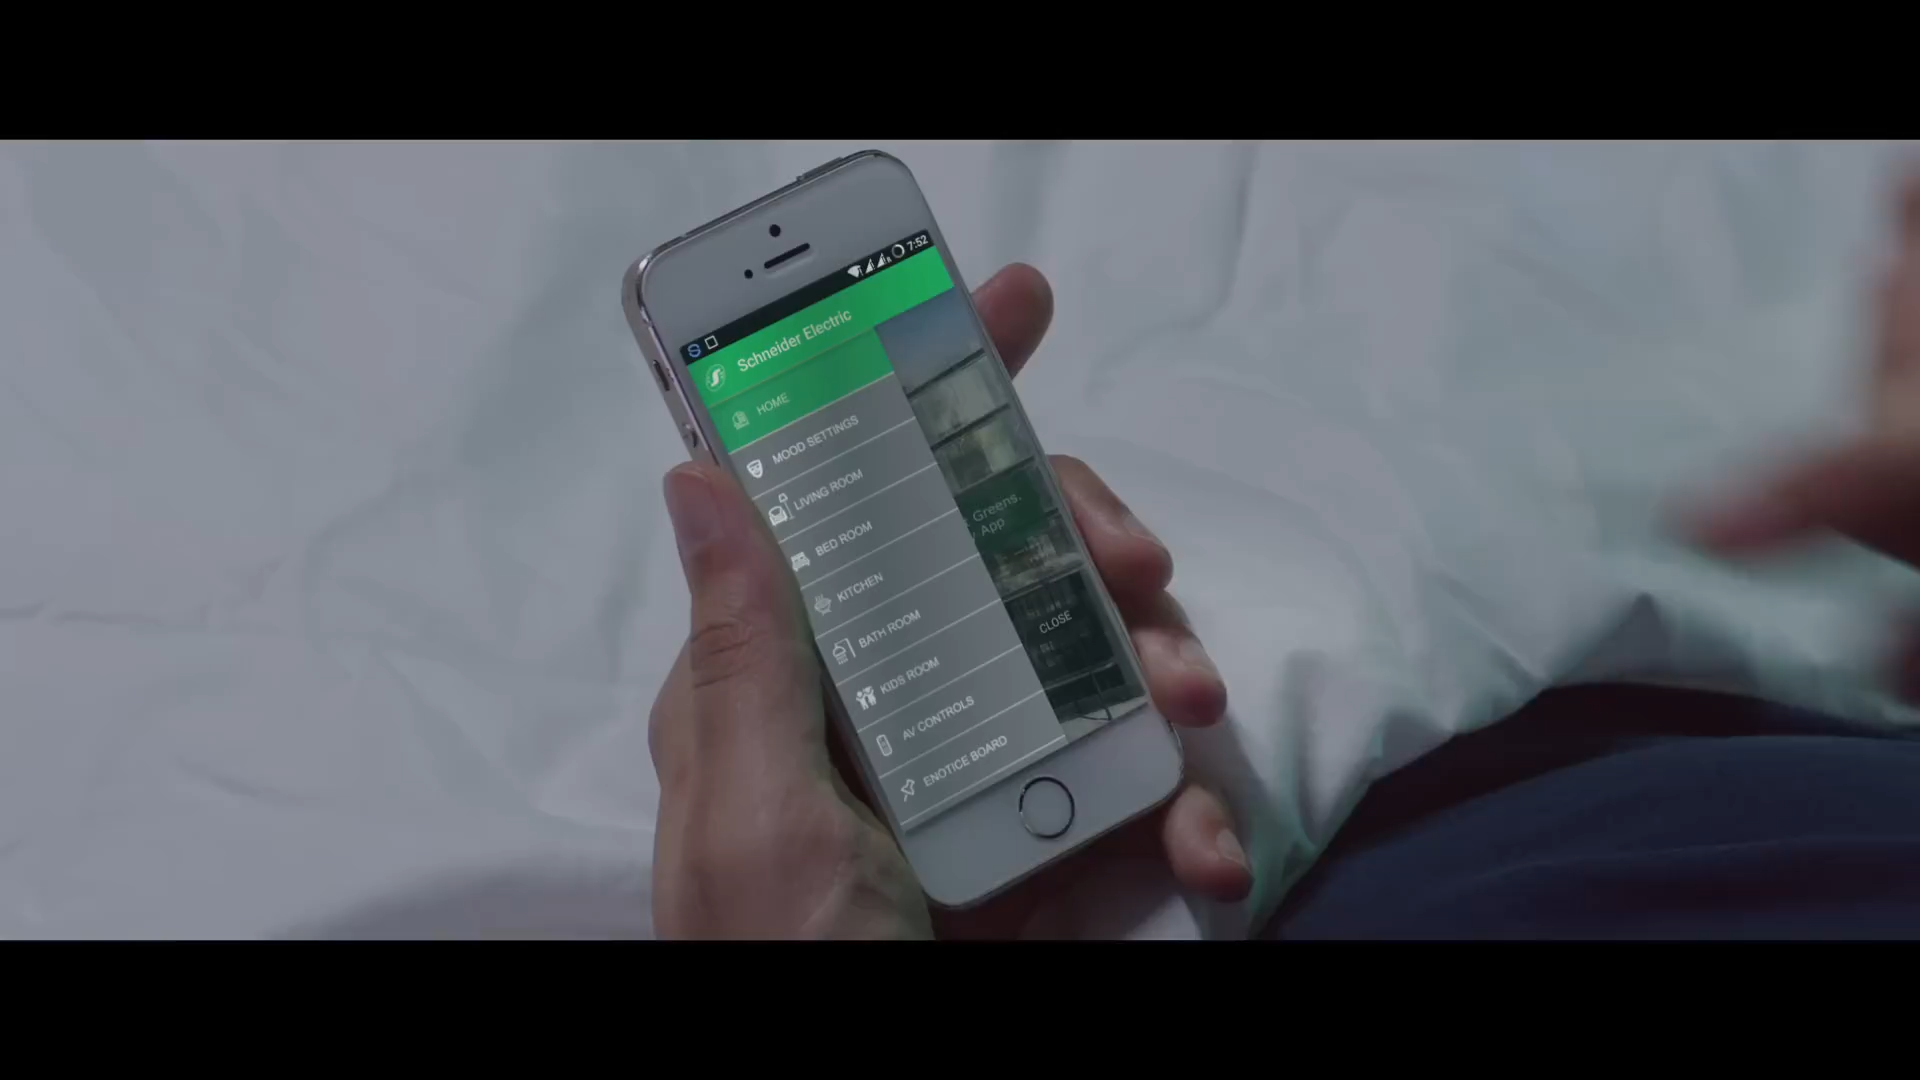 7:52
Schneider Electric
HOME
MOOD SETTINGS
LIVING ROOM
BED ROOM
KITCHEN
BATH ROOM
KIDS ROOM
AV CONTROLS
ENOTICE BOARD
Greens.
App
CLOSE